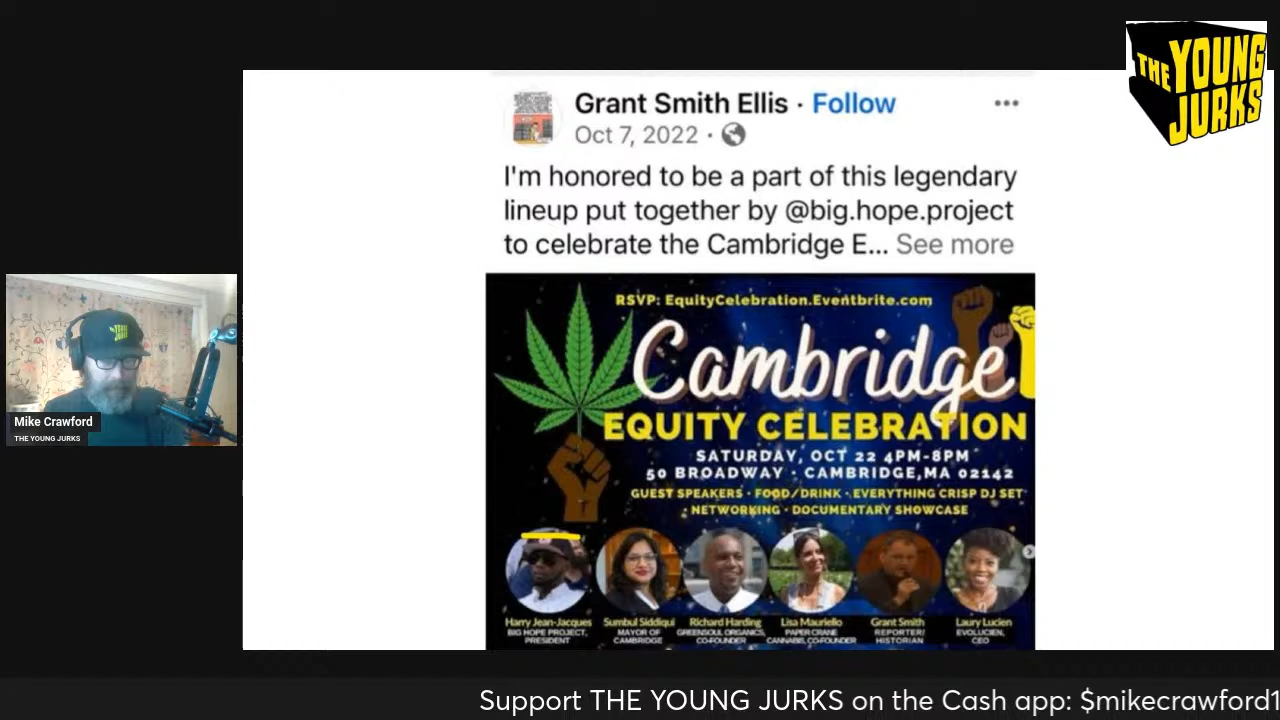 THE YOUNG JURKS
Grant Smith Ellis · Follow
Oct 7, 2022 ·
I'm honored to be a part of this legendary
lineup put together by @big.hope.project
to celebrate the Cambridge E... See more
RSVP: EquityCelebration.Eventbrite.com
Cambridge
EQUITY CELEBRATION
SATURDAY, OCT 22 4PM-8PM
50 BROADWAY · CAMBRIDGE, MA 02142
GUEST SPEAKERS · FOOD/DRINK · EVERYTHING CRISP DJ SET
· NETWORKING · DOCUMENTARY SHOWCASE
Harry Jean-Jacques
BIG HOPE PROJECT,
PRESIDENT
Sumbul Siddiqui
MAYOR OF
CAMBRIDGE
Richard Harding
GREENSOUL ORGANICS,
CO-FOUNDER
Lisa Mauriello
PAPER CRANE
CANNABIS, CO-FOUNDER
Grant Smith
REPORTER/
HISTORIAN
Laury Lucien
EVOLUCIEN,
CEO
Mike Crawford
THE YOUNG JURKS
Support THE YOUNG JURKS on the Cash app: $mikecrawford1